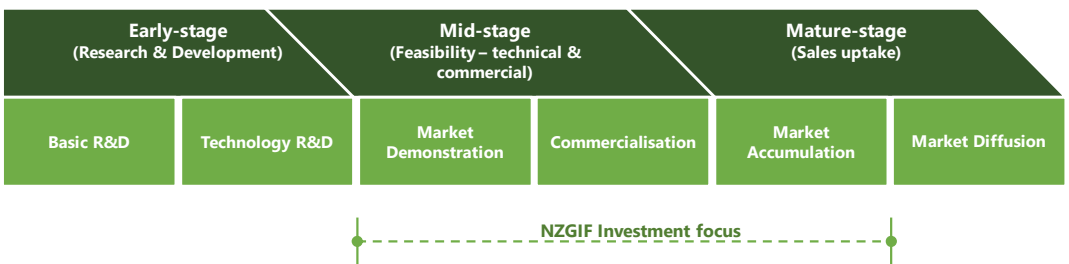 Early-stage
(Research & Development)
Mid-stage
(Feasibility – technical &
commercial)
Mature-stage
(Sales uptake)
Basic R&D
Technology R&D
Market
Demonstration
Commercialisation
Market
Accumulation
Market Diffusion
NZGIF Investment focus